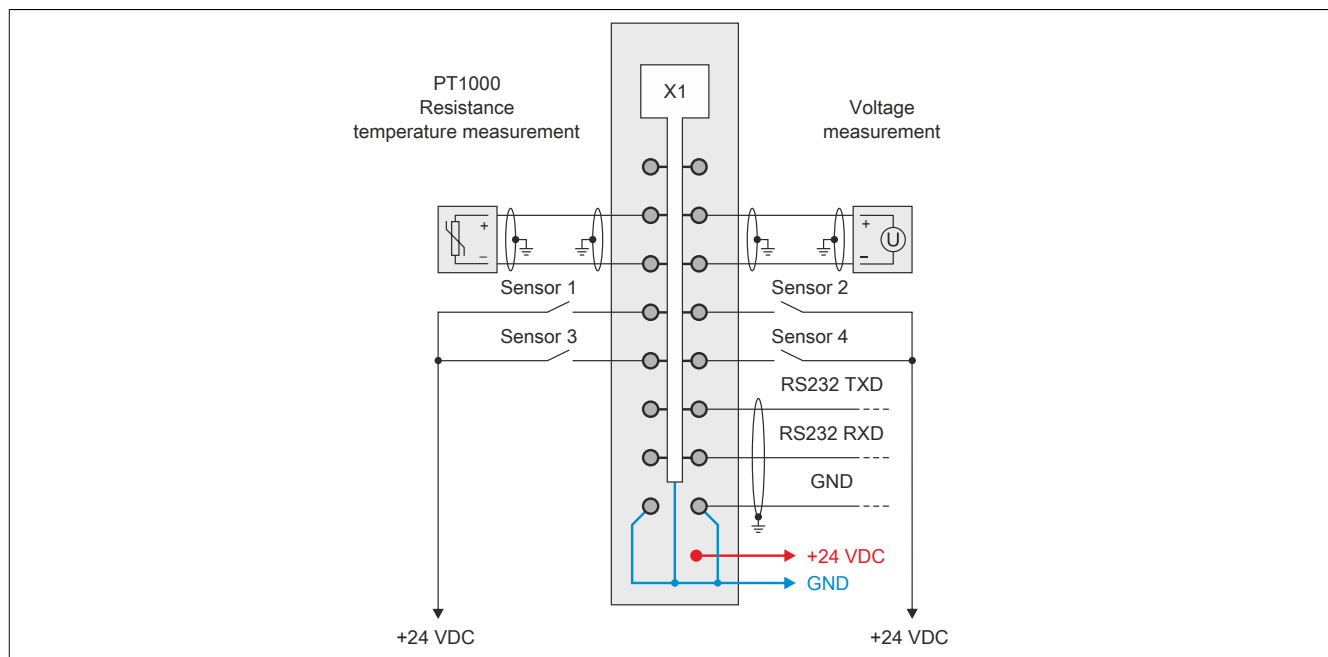 PT1000
Resistance
temperature measurement
X1
Voltage
measurement
+
−
+
−
U
Sensor 1
Sensor 2
Sensor 3
Sensor 4
RS232 TXD
RS232 RXD
GND
+24 VDC
GND
+24 VDC
+24 VDC